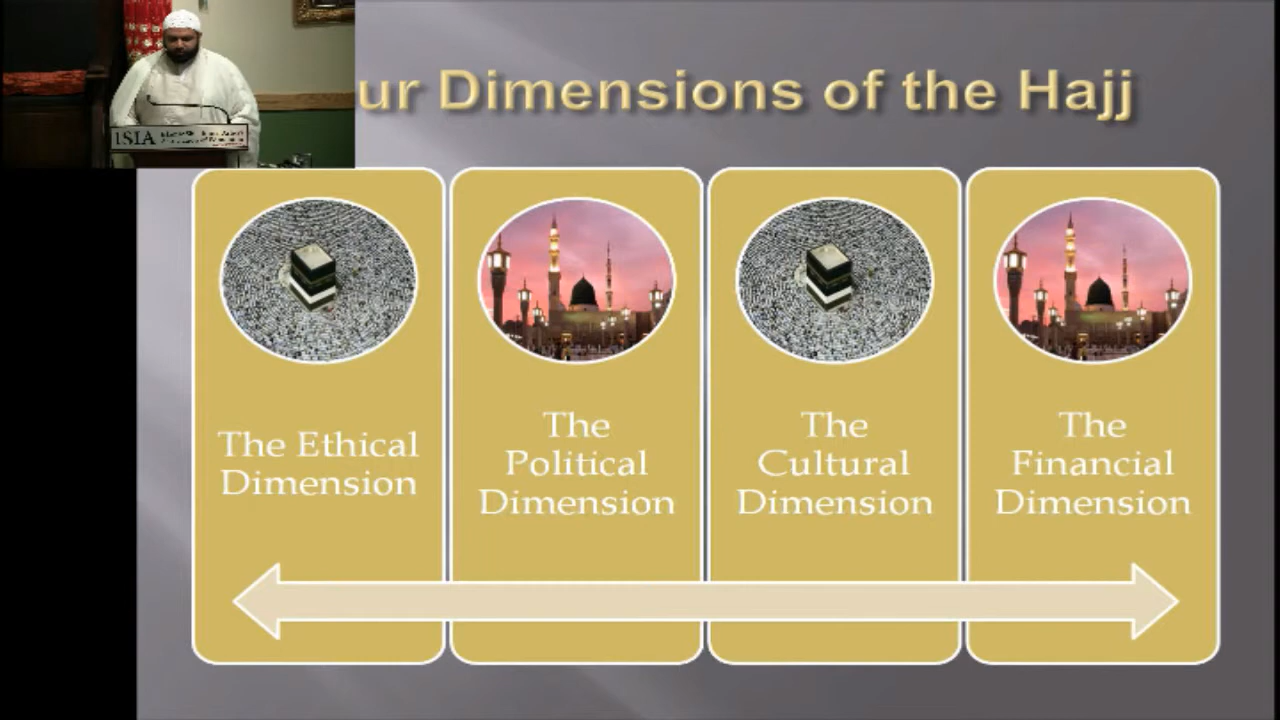 ur Dimensions of the Hajj
ISIA
The Ethical
Dimension
The
Political
Dimension
The
Cultural
Dimension
The
Financial
Dimension